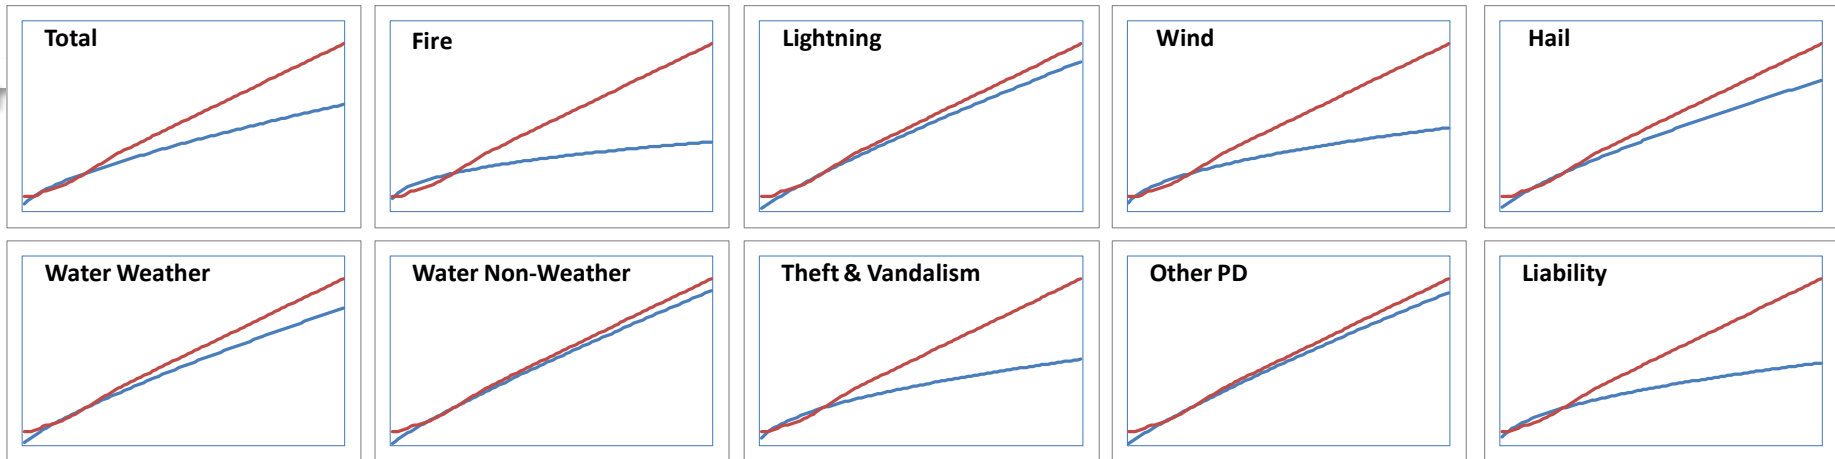 Total
Fire
Lightning
Wind
Hail
Water Weather
Water Non-Weather
Theft & Vandalism
Other PD
Liability